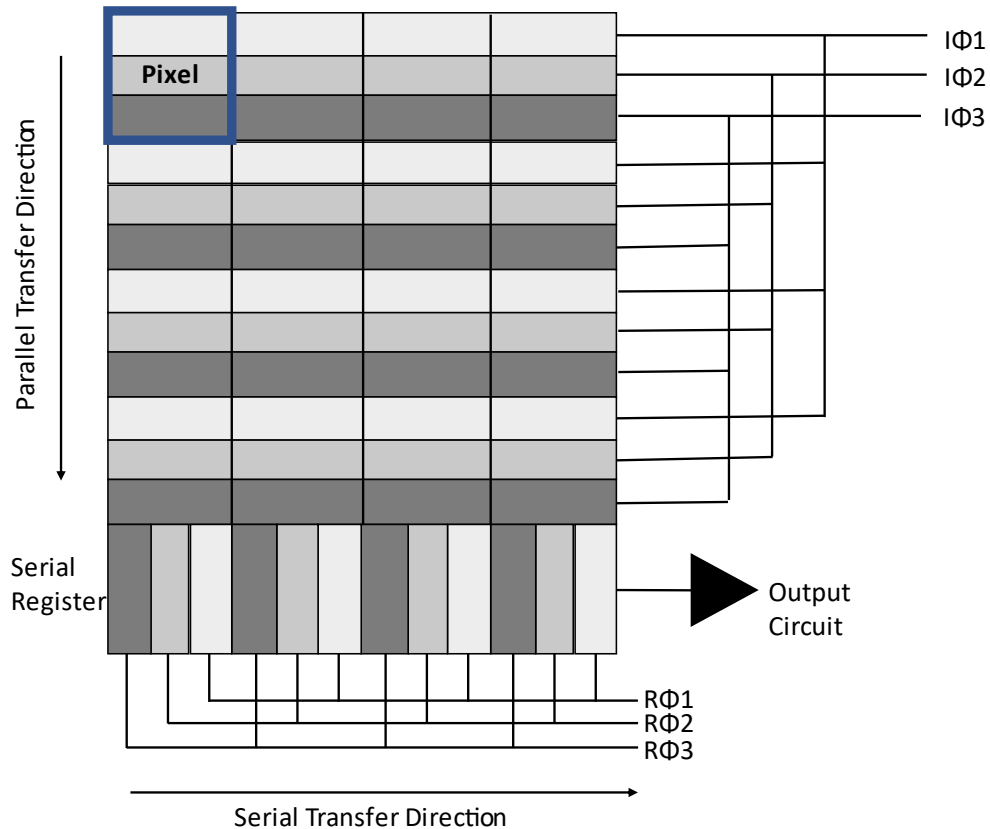 IΦ1
IΦ2
Pixel
IΦ3
Parallel Transfer Direction
Serial
Register
Output
Circuit
RΦ1
RΦ2
RΦ3
Serial Transfer Direction